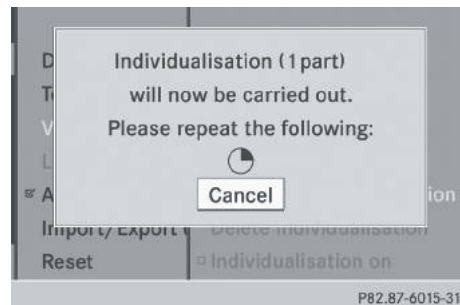 Individualisation (1 part)
will now be carried out.
Please repeat the following:
Cancel
A
ion
Import/Export
Delete Individualisation
Reset
Individualisation on
P82.87-6015-31